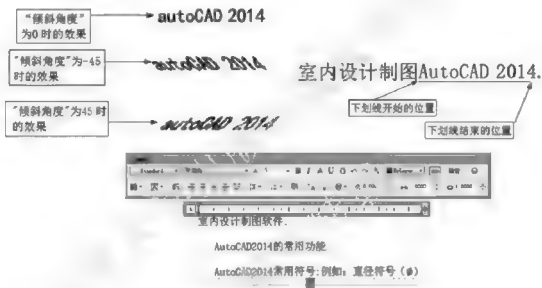 “倾斜角度”
为0时的效果
autoCAD 2014
"倾斜角度"为-45
时的效果
autoCAD 2014
"倾斜角度"为45时
的效果
autoCAD 2014
室内设计制图AutoCAD 2014.
下划线开始的位置
下划线结束的位置
室内设计制图软件.
AutoCAD2014的常用功能
AutoCAD2014常用符号:例如: 直径符号(ø)